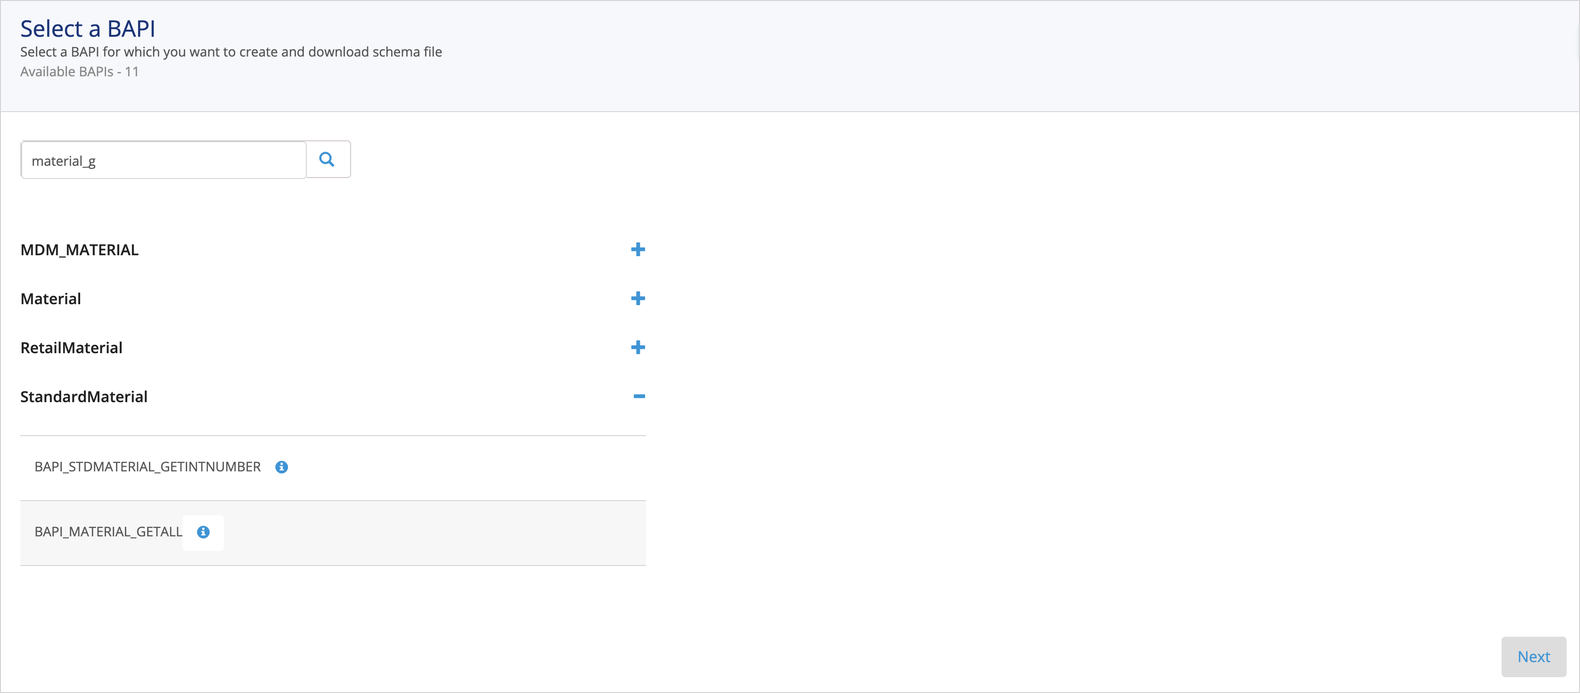 Select a BAPI
Select a BAPI for which you want to create and download schema file
Available BAPIs - 11
material_g
MDM_MATERIAL
Material
RetailMaterial
StandardMaterial
BAPI_STDMATERIAL_GETINTNUMBER
BAPI_MATERIAL_GETALL
Next